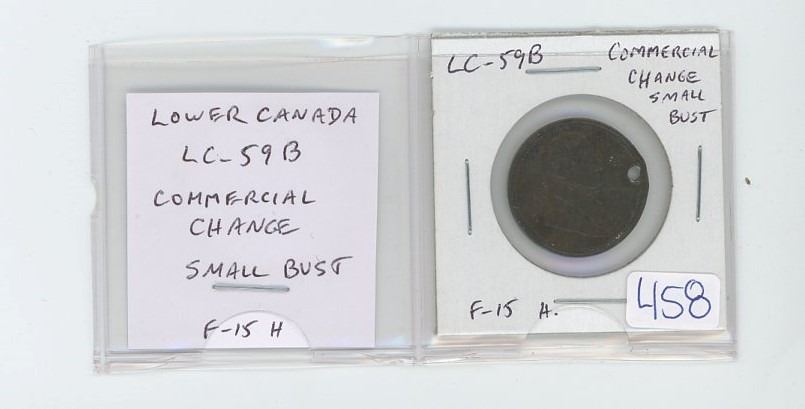 LOWER CANADA
LC-59B
COMMERCIAL
CHANGE
SMALL BUST
F-15 H
LC-59B
COMMERCIAL
CHANGE
SMALL
BUST
F-15 H.
458